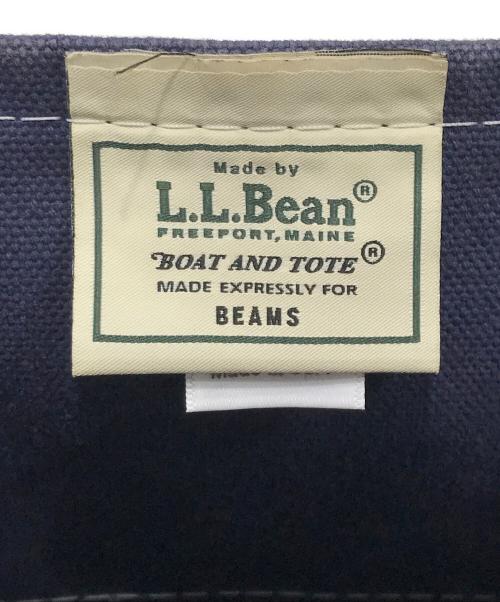 Made by
L.L.Bean®
FREEPORT, MAINE
BOAT AND TOTE®
MADE EXPRESSLY FOR
BEAMS